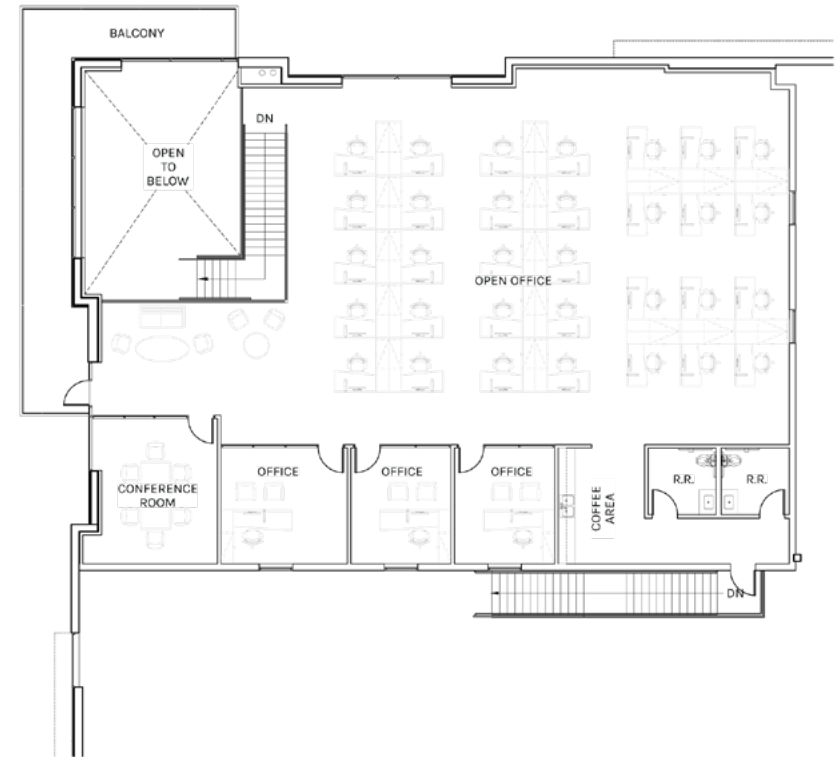 BALCONY
DN
OPEN
TO
BELOW
OPEN OFFICE
OFFICE
OFFICE
OFFICE
R.R.
R.R.
CONFERENCE
ROOM
COFFEE
AREA
DN